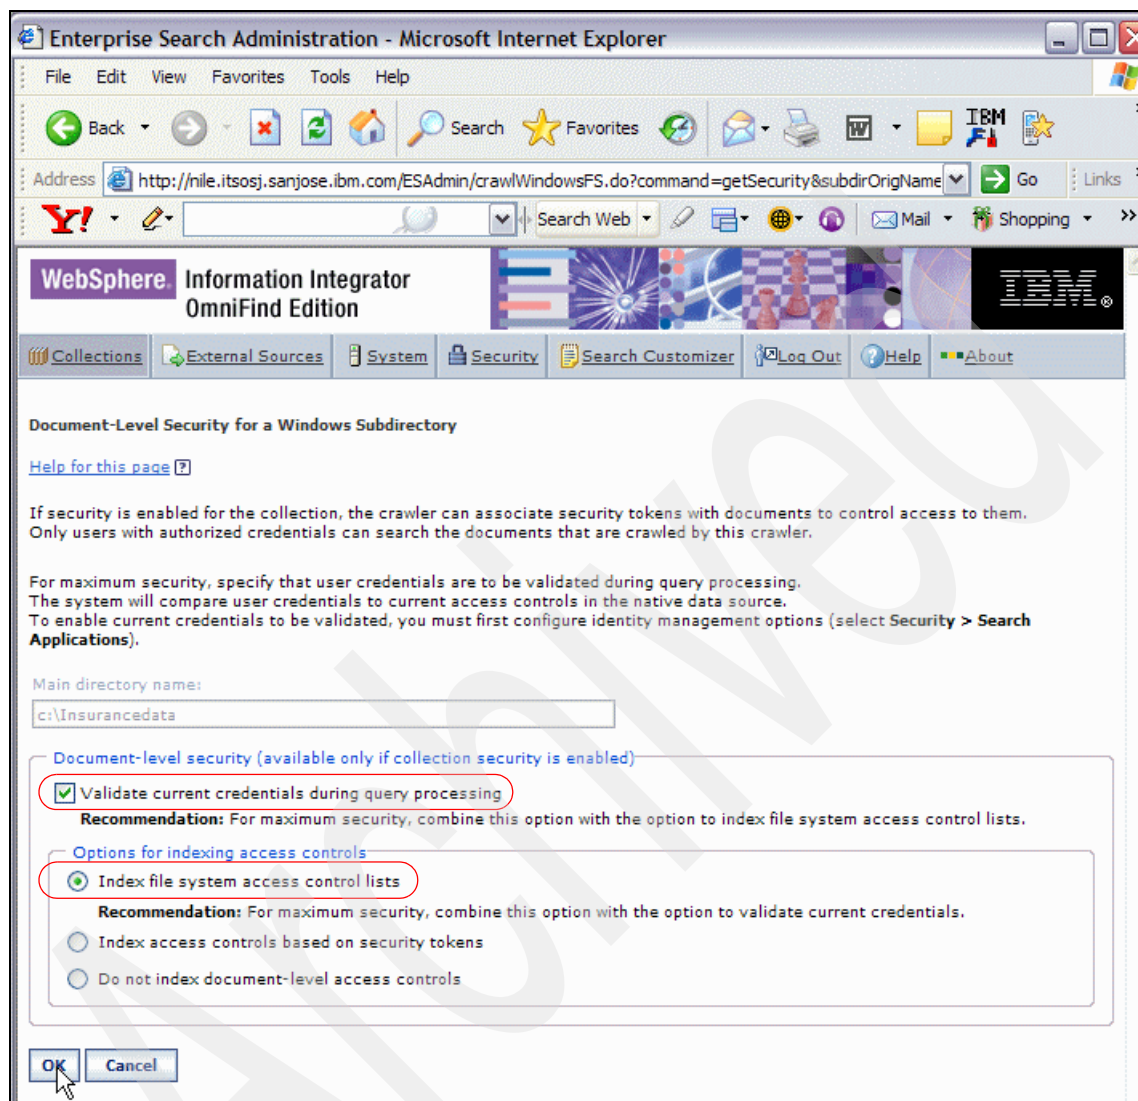 Enterprise Search Administration - Microsoft Internet Explorer
File Edit View Favorites Tools Help
Back Search Favorites W IBM
Address http://nile.itsosj.sanjose.ibm.com/ESAdmin/crawlWindowsFS.do?command=getSecurity&subdirOrigName Go Links
Y! Search Web Mail Shopping »
WebSphere. Information Integrator
OmniFind Edition
IBM®
Collections External Sources System Security Search Customizer Log Out Help About
Document-Level Security for a Windows Subdirectory
Help for this page ?
If security is enabled for the collection, the crawler can associate security tokens with documents to control access to them.
Only users with authorized credentials can search the documents that are crawled by this crawler.
For maximum security, specify that user credentials are to be validated during query processing.
The system will compare user credentials to current access controls in the native data source.
To enable current credentials to be validated, you must first configure identity management options (select Security > Search
Applications).
Main directory name:
c:\Insurancedata
Document-level security (available only if collection security is enabled)
Validate current credentials during query processing
Recommendation: For maximum security, combine this option with the option to index file system access control lists.
Options for indexing access controls
Index file system access control lists
Recommendation: For maximum security, combine this option with the option to validate current credentials.
Index access controls based on security tokens
Do not index document-level access controls
OK Cancel
Archived